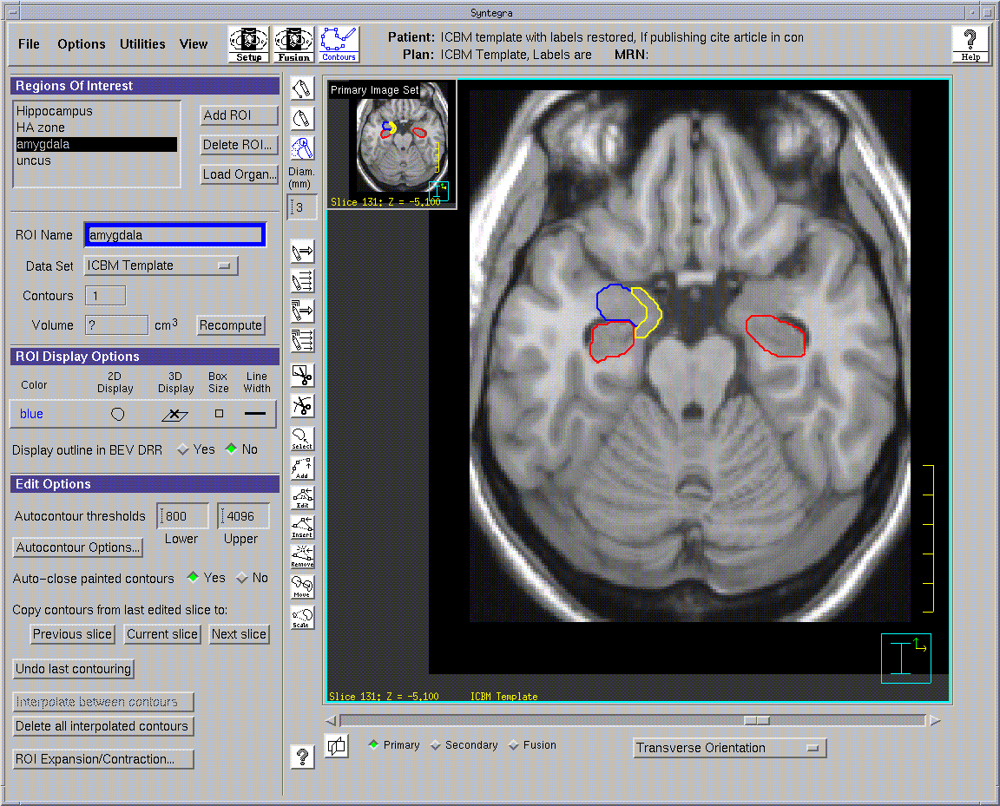 Syntegra
File Options Utilities View Setup Fusion Contours
Patient: ICBM template with labels restored, If publishing cite article in con
Plan: ICBM Template, Labels are MRN:
Help
Regions Of Interest
Hippocampus
HA zone
amygdala
uncus
Add ROI
Delete ROI...
Load Organ...
ROI Name amygdala
Data Set ICBM Template
Contours 1
Volume ? cm3 Recompute
ROI Display Options
Color 2D Display 3D Display Box Size Line Width
blue
Display outline in BEV DRR Yes No
Edit Options
Autocontour thresholds 800 4096
Lower Upper
Autocontour Options...
Auto-close painted contours Yes No
Copy contours from last edited slice to:
Previous slice Current slice Next slice
Undo last contouring
Interpolate between contours
Delete all interpolated contours
ROI Expansion/Contraction...
Diam.
(mm)
3
Select
Add
Edit
Insert
Remove
Move
Scale
?
Primary Image Set
Slice 131: Z = -5.100
Slice 131: Z = -5.100 ICBM Template
Primary Secondary Fusion
Transverse Orientation